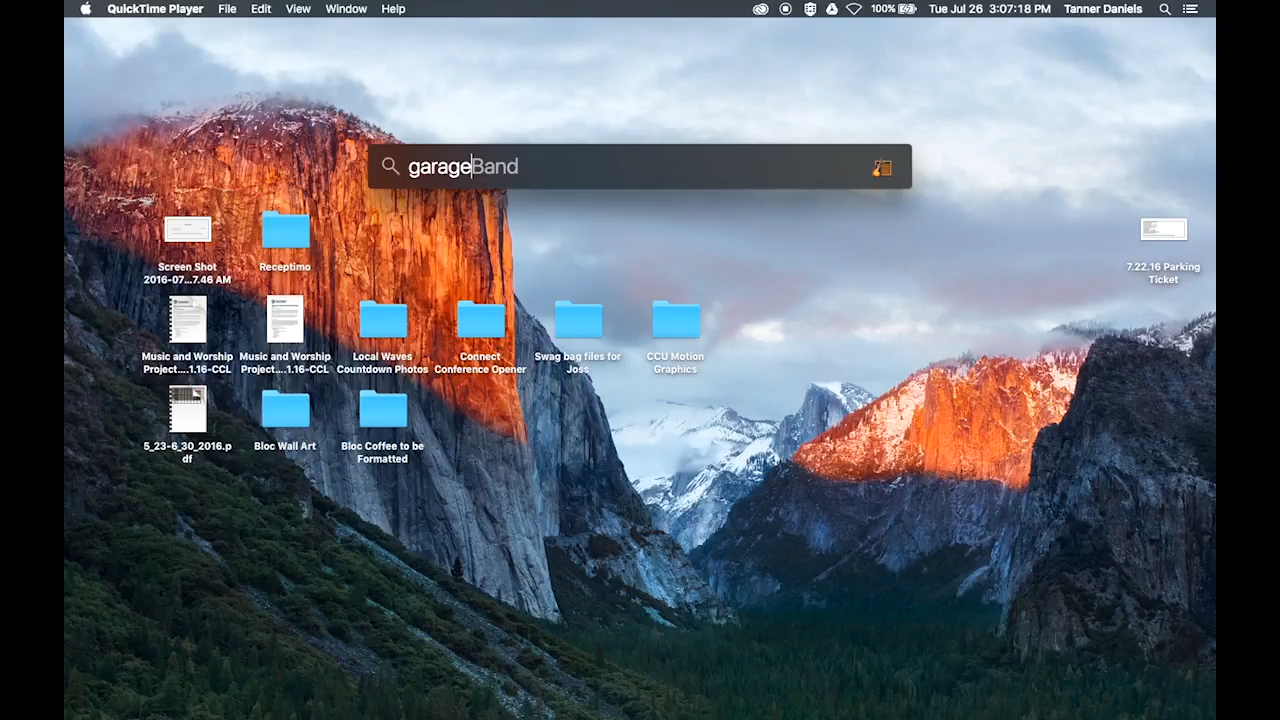 QuickTime Player File Edit View Window Help 100% Tue Jul 26 3:07:18 PM Tanner Daniels
garageBand
Screen Shot
2016-07...7.46 AM
Receptimo
7.22.16 Parking
Ticket
Music and Worship
Project....1.16-CCL
Music and Worship
Project....1.16-CCL
Local Waves
Countdown Photos
Connect
Conference Opener
Swag bag files for
Joss
CCU Motion
Graphics
5_23-6_30_2016.p
df
Bloc Wall Art
Bloc Coffee to be
Formatted